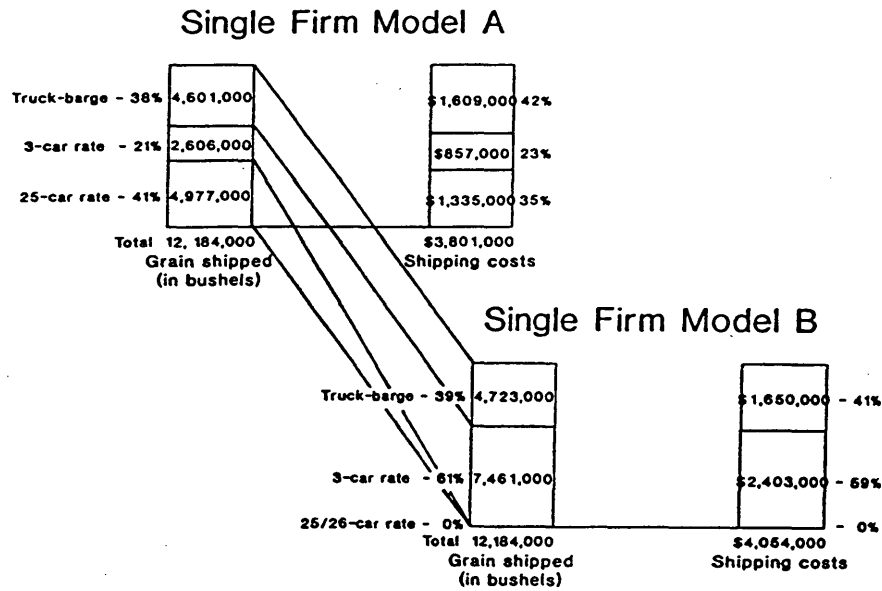 Single Firm Model A
Truck-barge - 38% 4,601,000 $1,609,000 42%
3-car rate - 21% 2,606,000 $857,000 23%
25-car rate - 41% 4,977,000 $1,335,000 35%
Total 12,184,000 $3,801,000
Grain shipped Shipping costs
(in bushels)
Single Firm Model B
Truck-barge - 39% 4,723,000 $1,650,000 - 41%
3-car rate - 61% 7,461,000 $2,403,000 - 59%
25/26-car rate - 0% - 0%
Total 12,184,000 $4,054,000
Grain shipped Shipping costs
(in bushels)